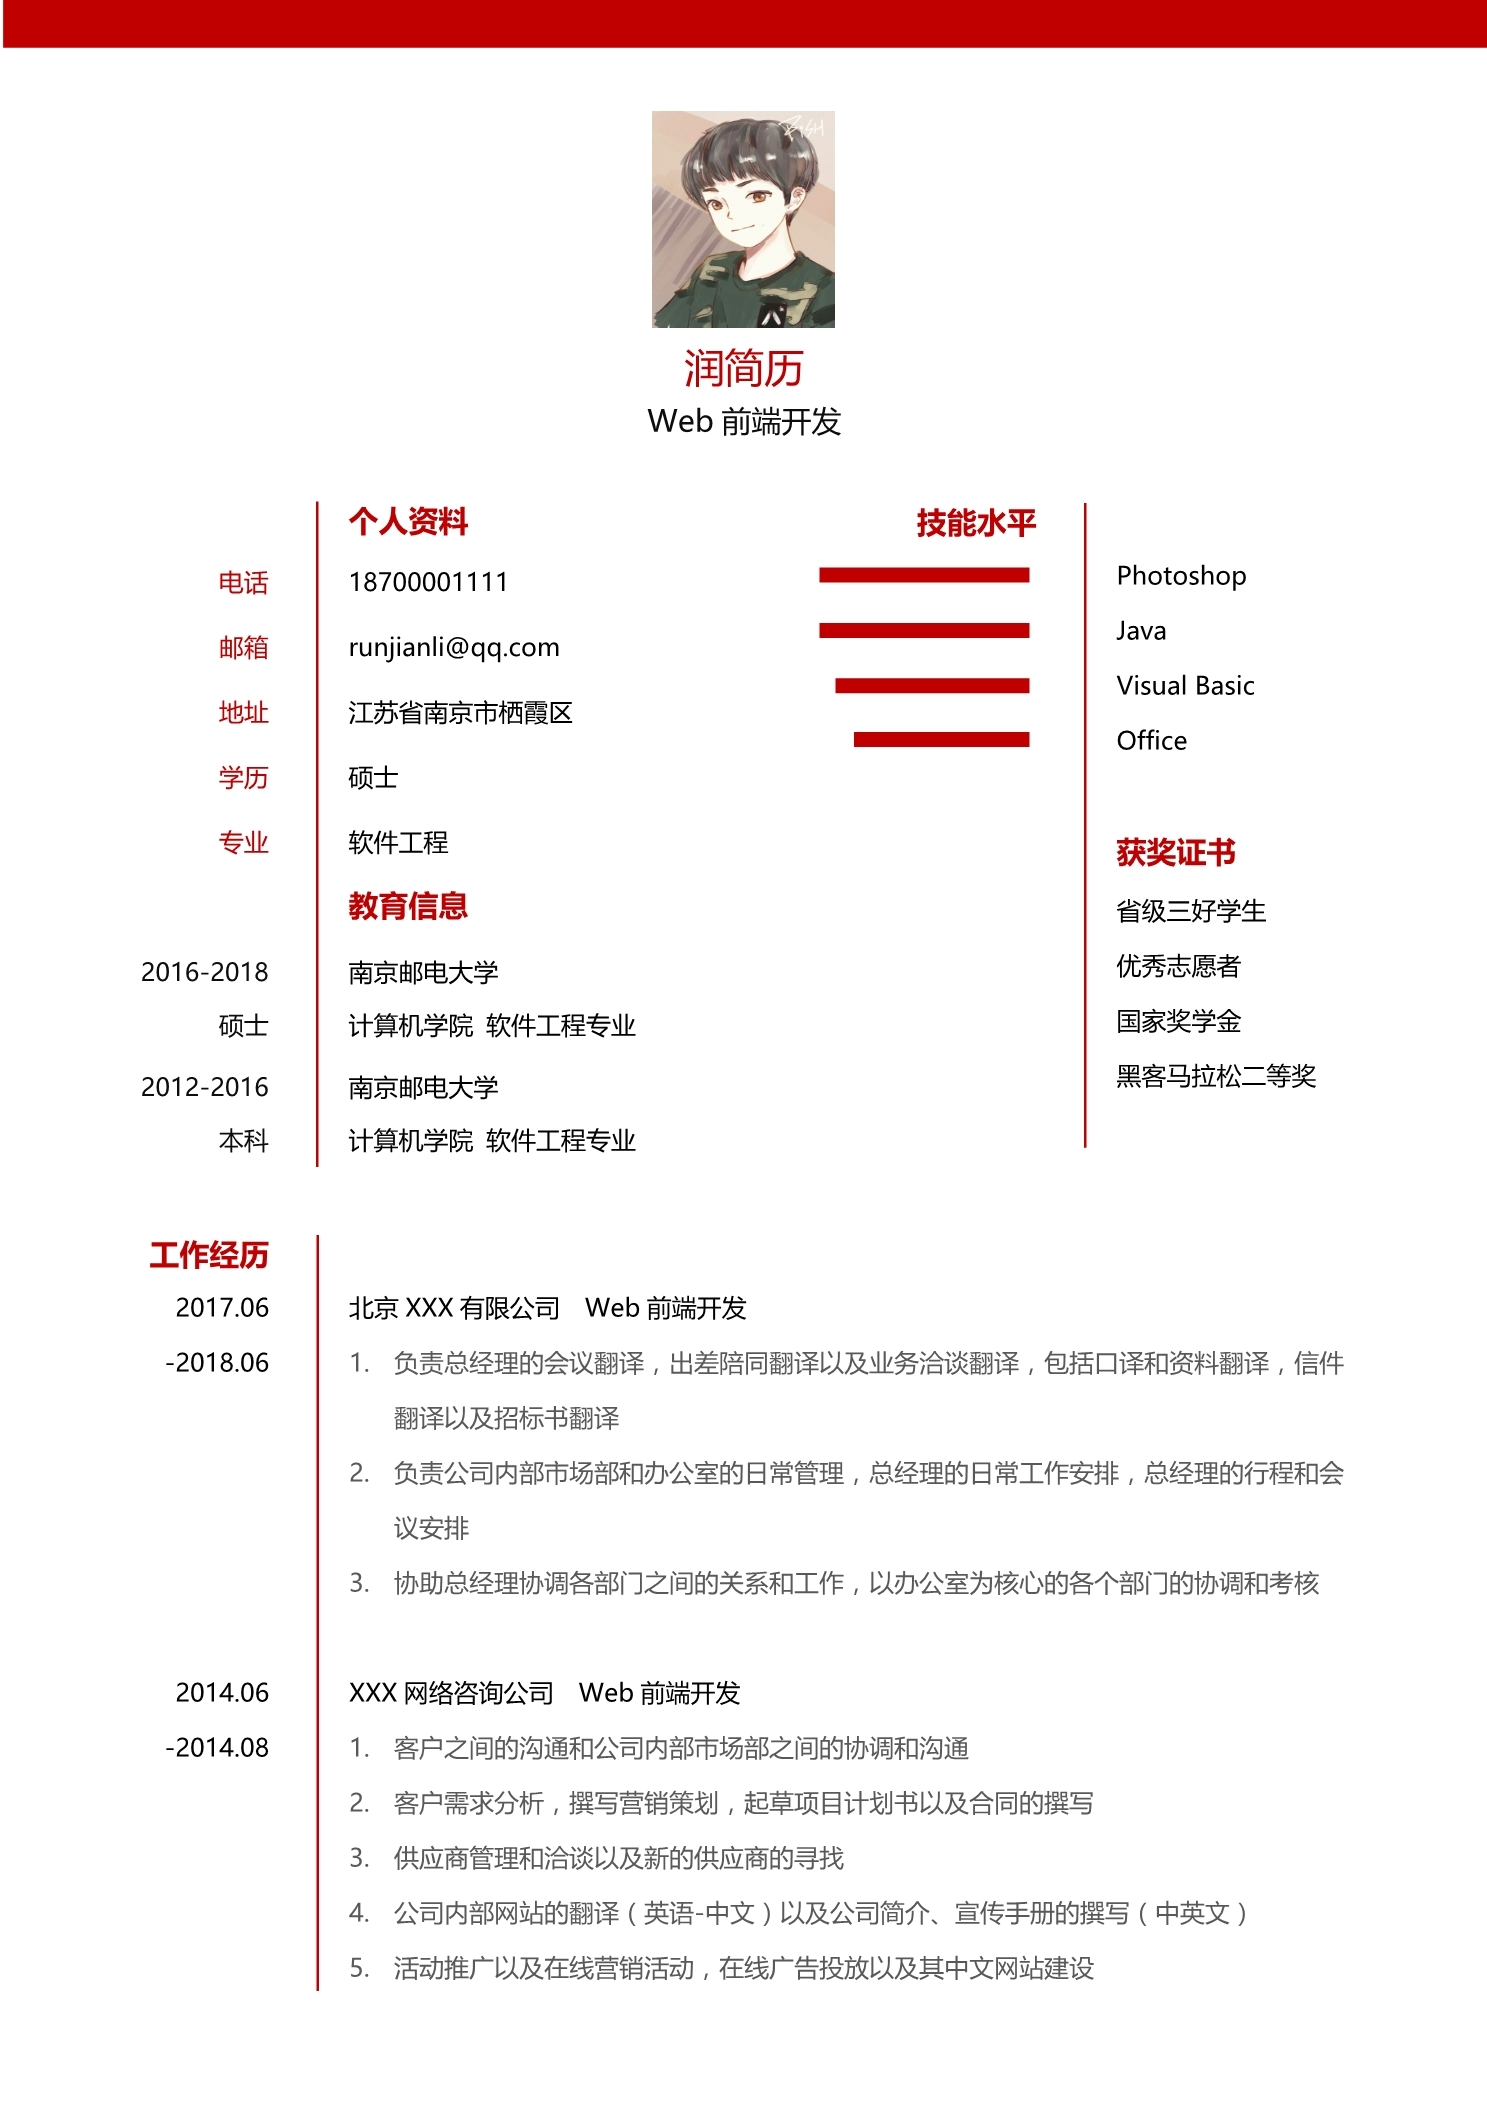 润简历
Web 前端开发
个人资料
电话 18700001111
邮箱 runjianli@qq.com
地址 江苏省南京市栖霞区
学历 硕士
专业 软件工程
教育信息
2016-2018 南京邮电大学
硕士 计算机学院 软件工程专业
2012-2016 南京邮电大学
本科 计算机学院 软件工程专业
技能水平
Photoshop
Java
Visual Basic
Office
获奖证书
省级三好学生
优秀志愿者
国家奖学金
黑客马拉松二等奖
工作经历
2017.06 北京 XXX 有限公司 Web 前端开发
-2018.06 1. 负责总经理的会议翻译，出差陪同翻译以及业务洽谈翻译，包括口译和资料翻译，信件
翻译以及招标书翻译
2. 负责公司内部市场部和办公室的日常管理，总经理的日常工作安排，总经理的行程和会
议安排
3. 协助总经理协调各部门之间的关系和工作，以办公室为核心的各个部门的协调和考核
2014.06 XXX 网络咨询公司 Web 前端开发
-2014.08 1. 客户之间的沟通和公司内部市场部之间的协调和沟通
2. 客户需求分析，撰写营销策划，起草项目计划书以及合同的撰写
3. 供应商管理和洽谈以及新的供应商的寻找
4. 公司内部网站的翻译（英语-中文）以及公司简介、宣传手册的撰写（中英文）
5. 活动推广以及在线营销活动，在线广告投放以及其中文网站建设